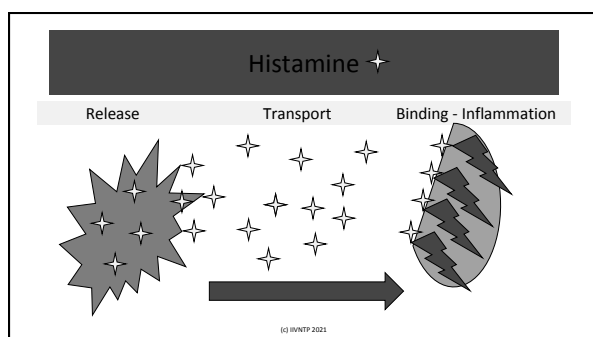 Histamine
Release Transport Binding - Inflammation
(c) IIVNTP 2021